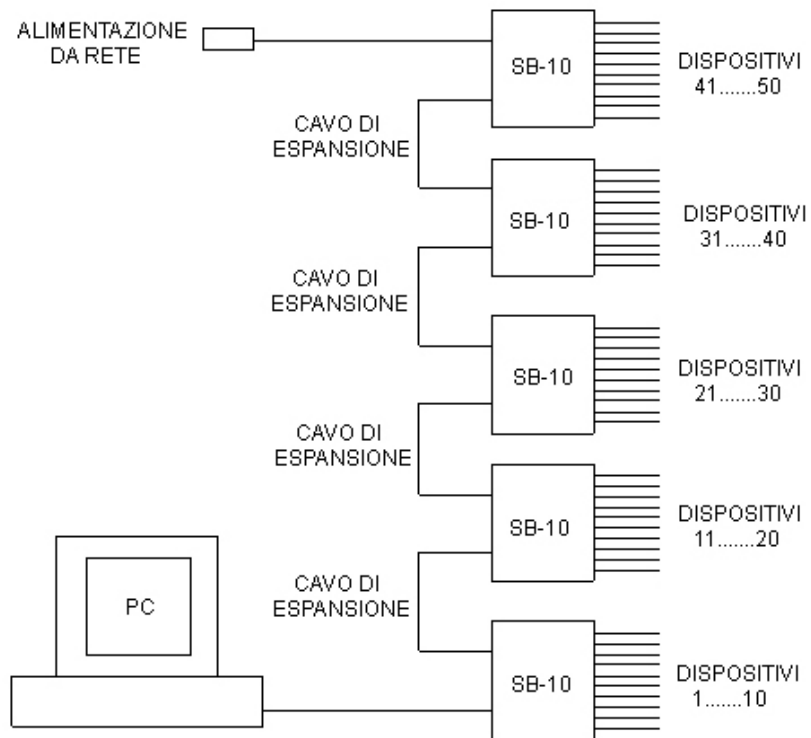 ALIMENTAZIONE
DA RETE
SB-10
DISPOSITIVI
41.......50
CAVO DI
ESPANSIONE
SB-10
DISPOSITIVI
31.......40
CAVO DI
ESPANSIONE
SB-10
DISPOSITIVI
21.......30
CAVO DI
ESPANSIONE
SB-10
DISPOSITIVI
11.......20
CAVO DI
ESPANSIONE
PC
SB-10
DISPOSITIVI
1.......10